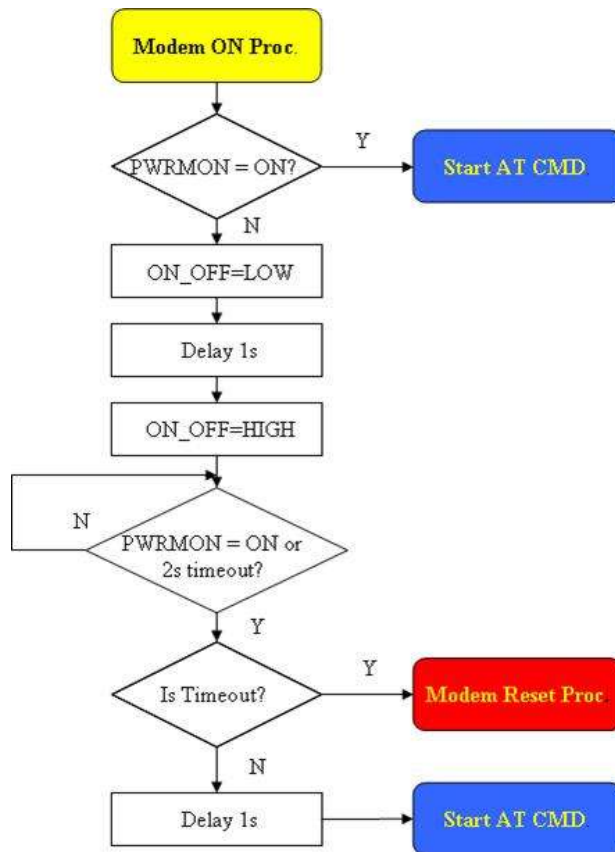 Modem ON Proc.
Y
PWRMON = ON?
Start AT CMD.
N
ON_OFF=LOW
Delay 1s
ON_OFF=HIGH
N
PWRMON = ON or
2s timeout?
Y
Y
Is Timeout?
Modem Reset Proc.
N
Delay 1s
Start AT CMD.